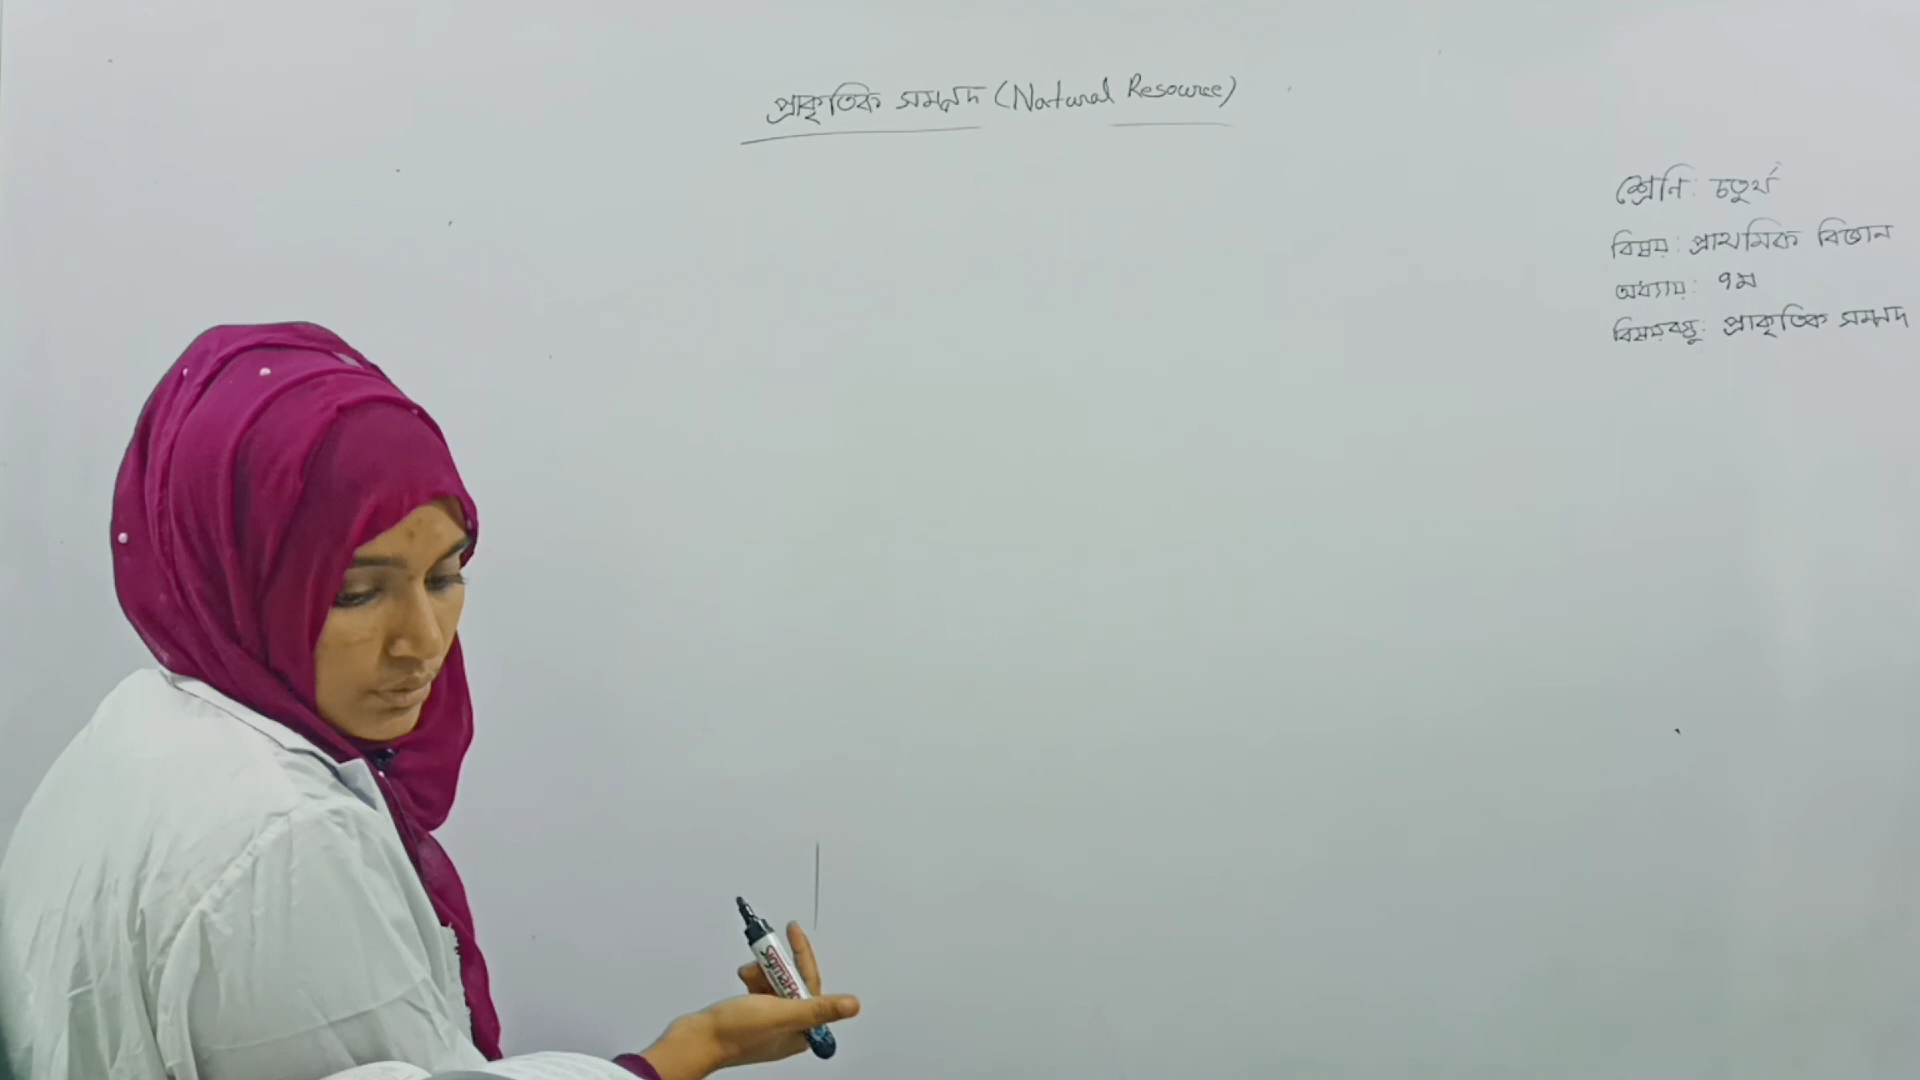 প্রাকৃতিক সম্পদ (Natural Resource)
শ্রেণি: চতুর্থ
বিষয়: প্রাথমিক বিজ্ঞান
অধ্যায়: ৭ম
বিষয়বস্তু: প্রাকৃতিক সম্পদ